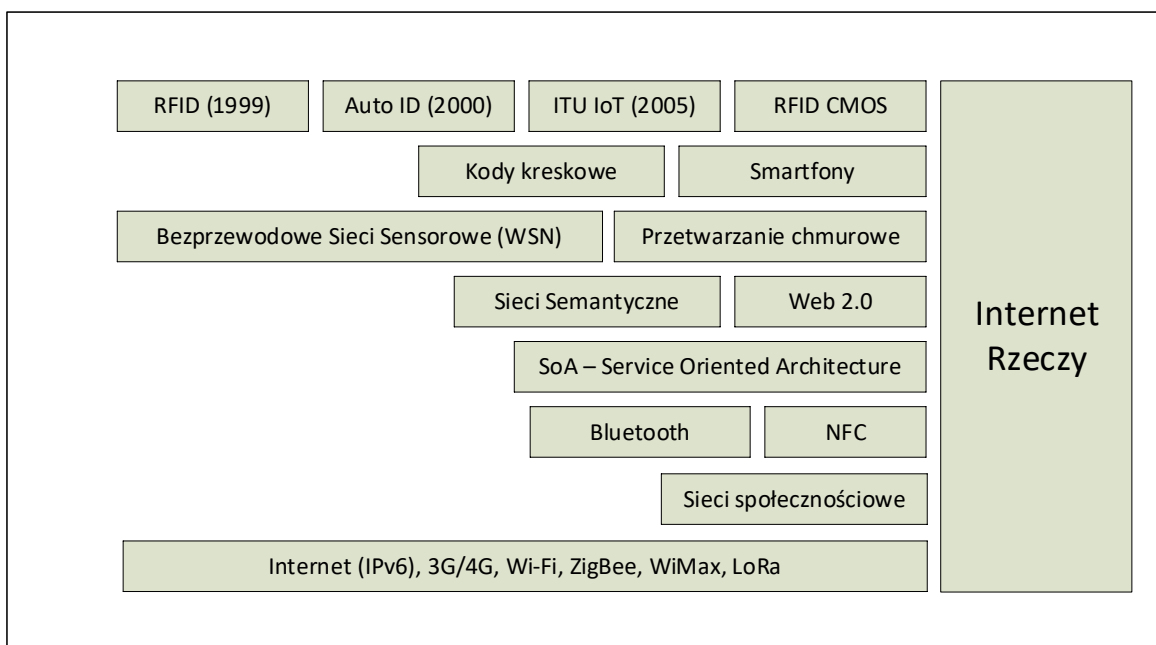 RFID (1999)
Auto ID (2000)
ITU IoT (2005)
RFID CMOS
Kody kreskowe
Smartfony
Bezprzewodowe Sieci Sensorowe (WSN)
Przetwarzanie chmurowe
Sieci Semantyczne
Web 2.0
SoA – Service Oriented Architecture
Bluetooth
NFC
Sieci społecznościowe
Internet (IPv6), 3G/4G, Wi-Fi, ZigBee, WiMax, LoRa
Internet
Rzeczy